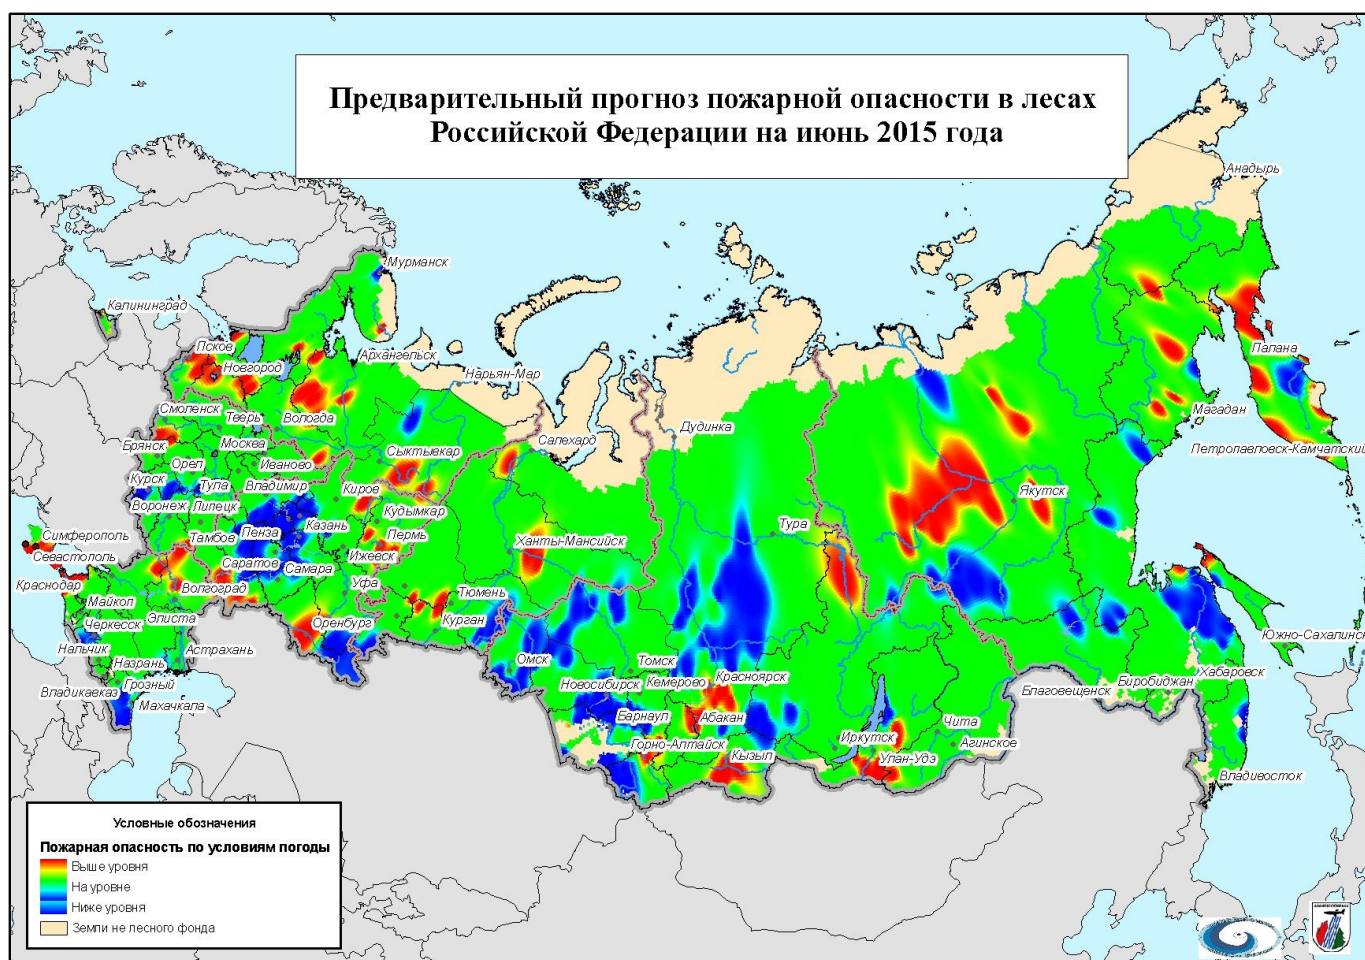 Предварительный прогноз пожарной опасности в лесах
Российской Федерации на июнь 2015 года
Анадырь
Мурманск
Калининград
Псков
Новгород
Архангельск
Нарьян-Мар
Палана
Смоленск
Тверь
Вологда
Дудинка
Магадан
Брянск
Москва
Салехард
Сыктывкар
Петропавловск-Камчатский
Орел
Иваново
Курск
Тула
Владимир
Киров
Якутск
Воронеж
Липецк
Казань
Кудымкар
Тура
Симферополь
Тамбов
Пенза
Пермь
Ханты-Мансийск
Севастополь
Саратов
Самара
Ижевск
Краснодар
Волгоград
Уфа
Тюмень
Майкоп
Черкесск
Элиста
Оренбург
Курган
Южно-Сахалинск
Нальчик
Назрань
Астрахань
Омск
Томск
Красноярск
Владикавказ
Грозный
Новосибирск
Кемерово
Благовещенск
Биробиджан
Хабаровск
Махачкала
Барнаул
Абакан
Чита
Горно-Алтайск
Кызыл
Иркутск
Улан-Удэ
Агинское
Владивосток
Условные обозначения
Пожарная опасность по условиям погоды
Выше уровня
На уровне
Ниже уровня
Земли не лесного фонда